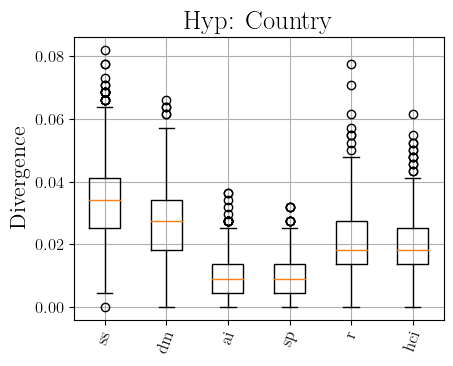 Hyp: Country
Divergence
0.08
0.06
0.04
0.02
0.00
ss
dm
ai
sp
r
hci